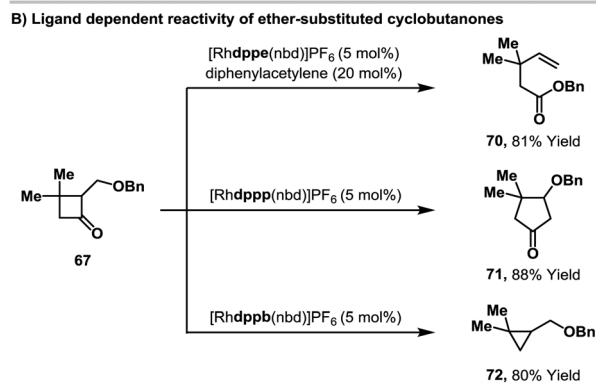 B) Ligand dependent reactivity of ether-substituted cyclobutanones
[Rhdppe(nbd)]PF6 (5 mol%)
diphenylacetylene (20 mol%)
Me
Me
OBn
O
70, 81% Yield
Me
Me
OBn
O
67
[Rhdppp(nbd)]PF6 (5 mol%)
Me
Me
OBn
O
71, 88% Yield
[Rhdppb(nbd)]PF6 (5 mol%)
Me
Me
OBn
72, 80% Yield